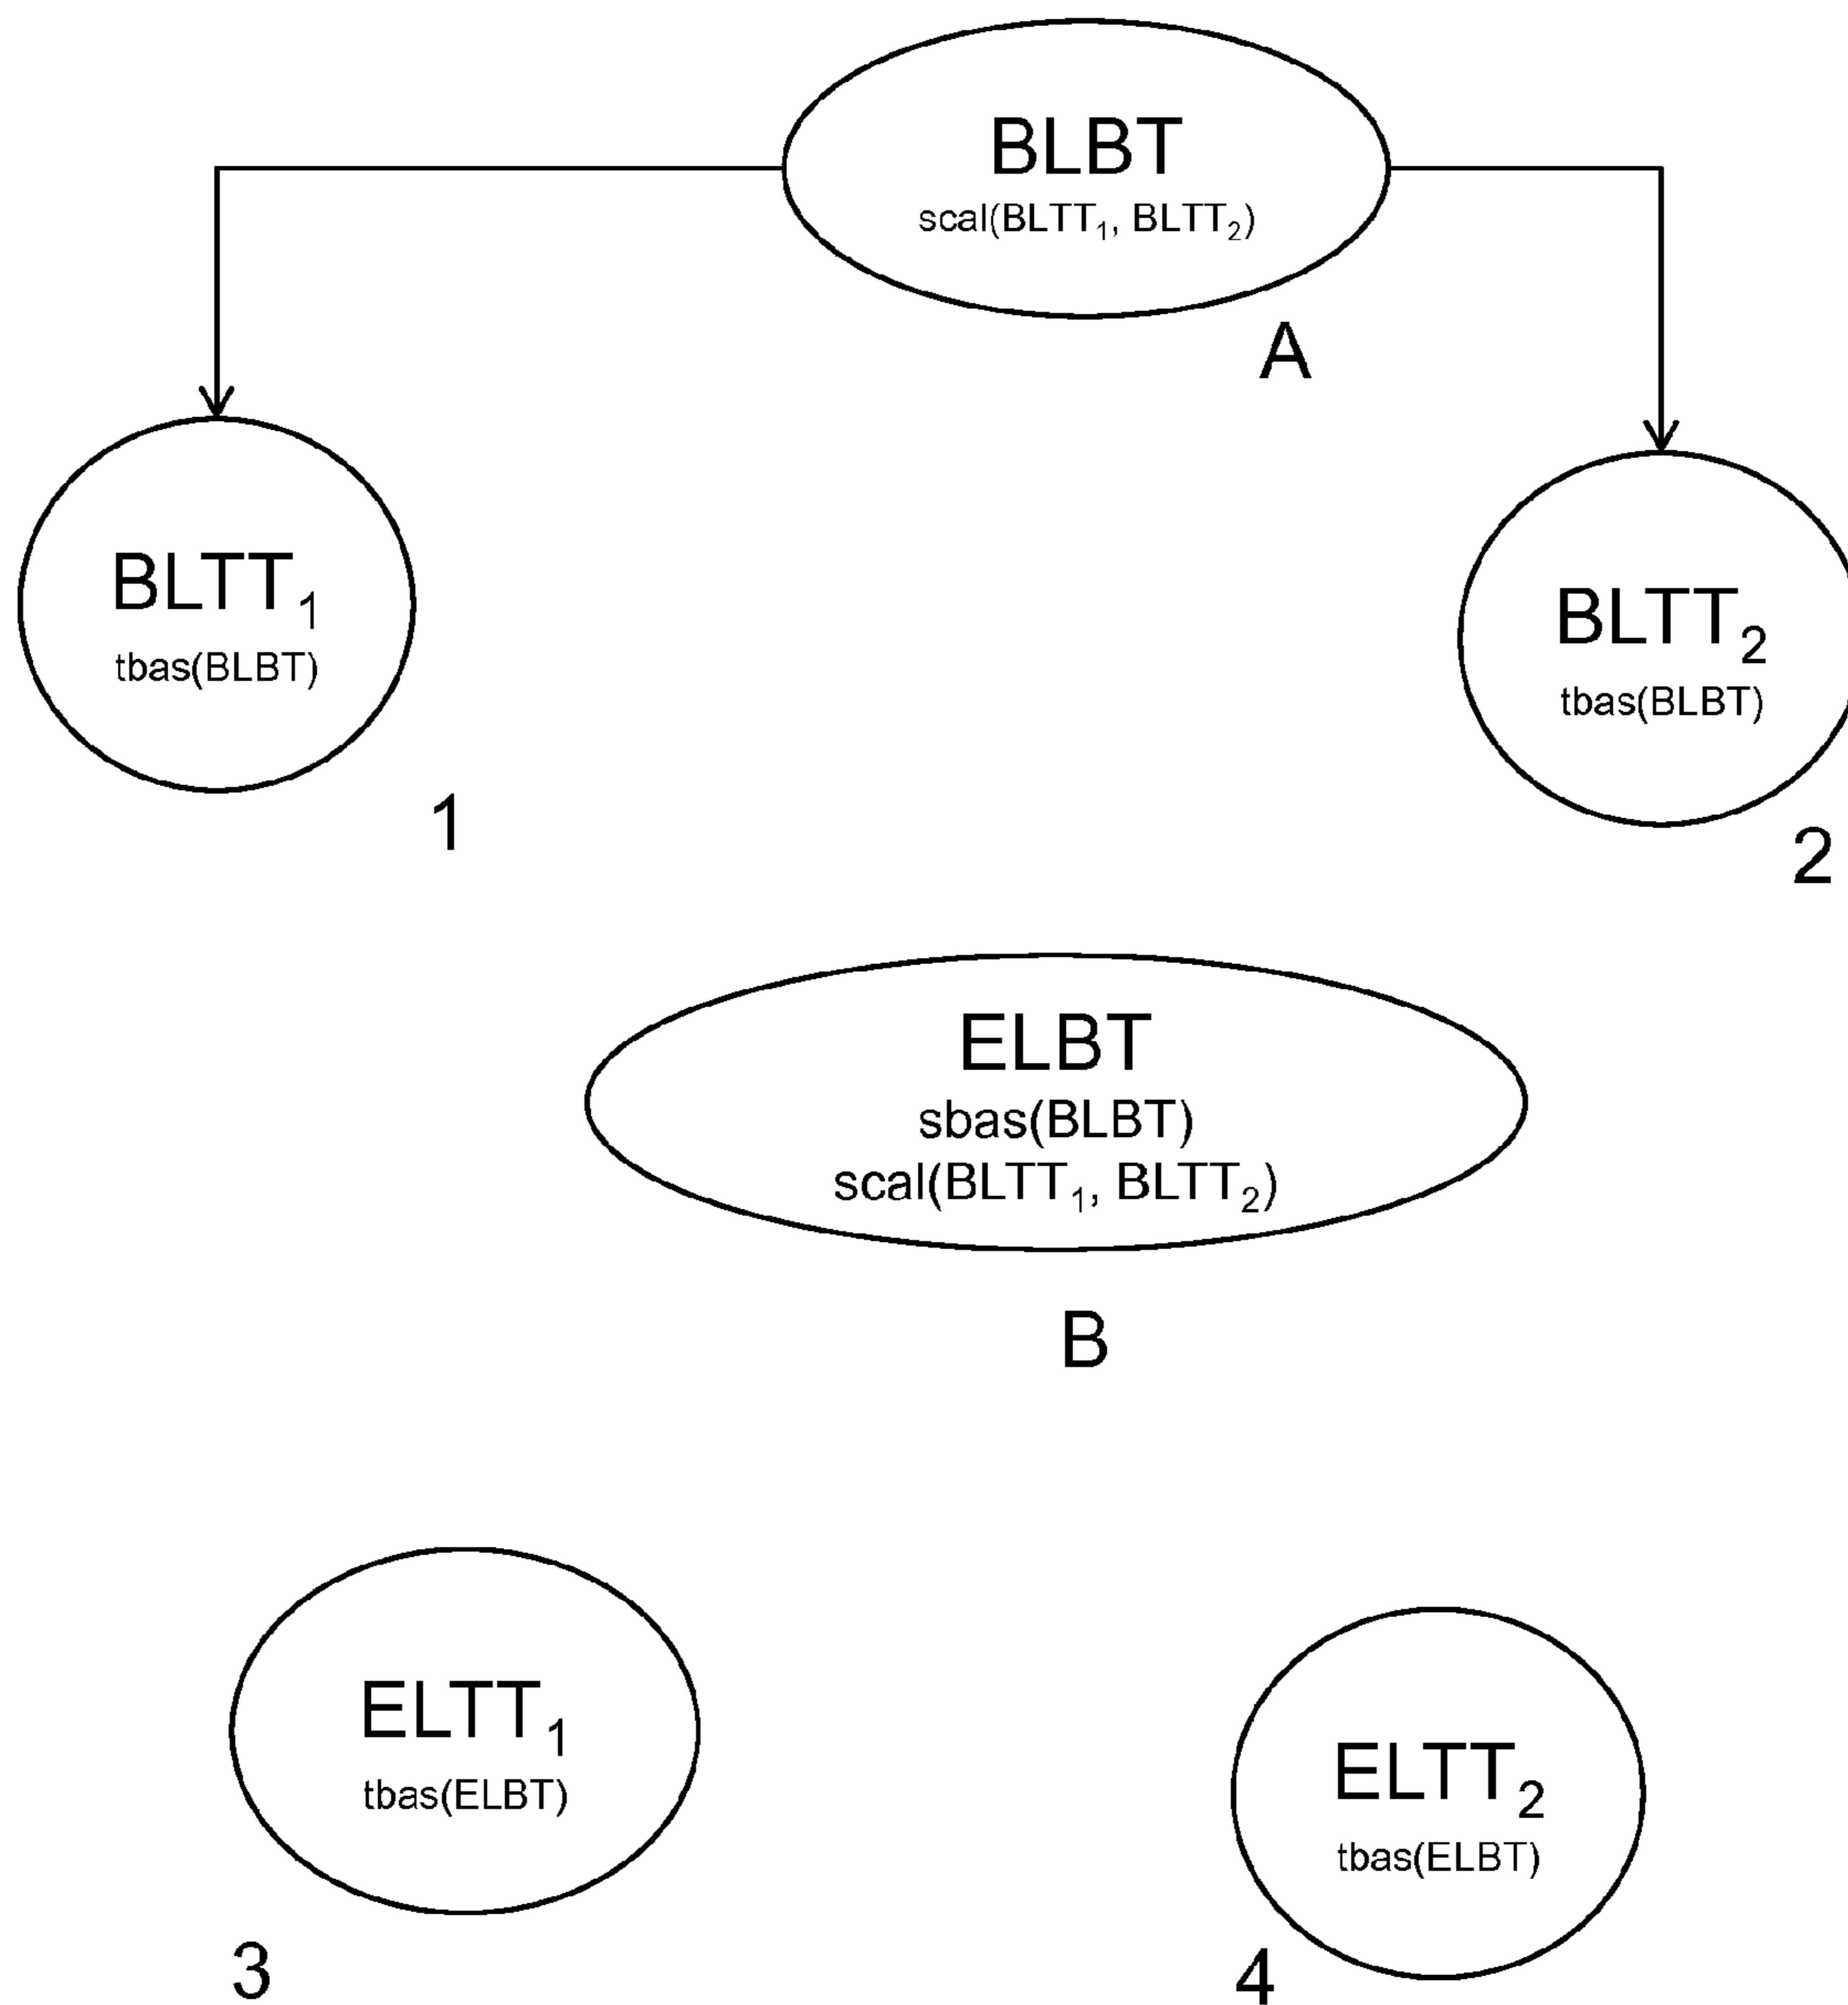 BLBT
scal(BLTT₁, BLTT₂)
A
BLTT₁
tbas(BLBT)
1
BLTT₂
tbas(BLBT)
2
ELBT
sbas(BLBT)
scal(BLTT₁, BLTT₂)
B
ELTT₁
tbas(ELBT)
3
ELTT₂
tbas(ELBT)
4